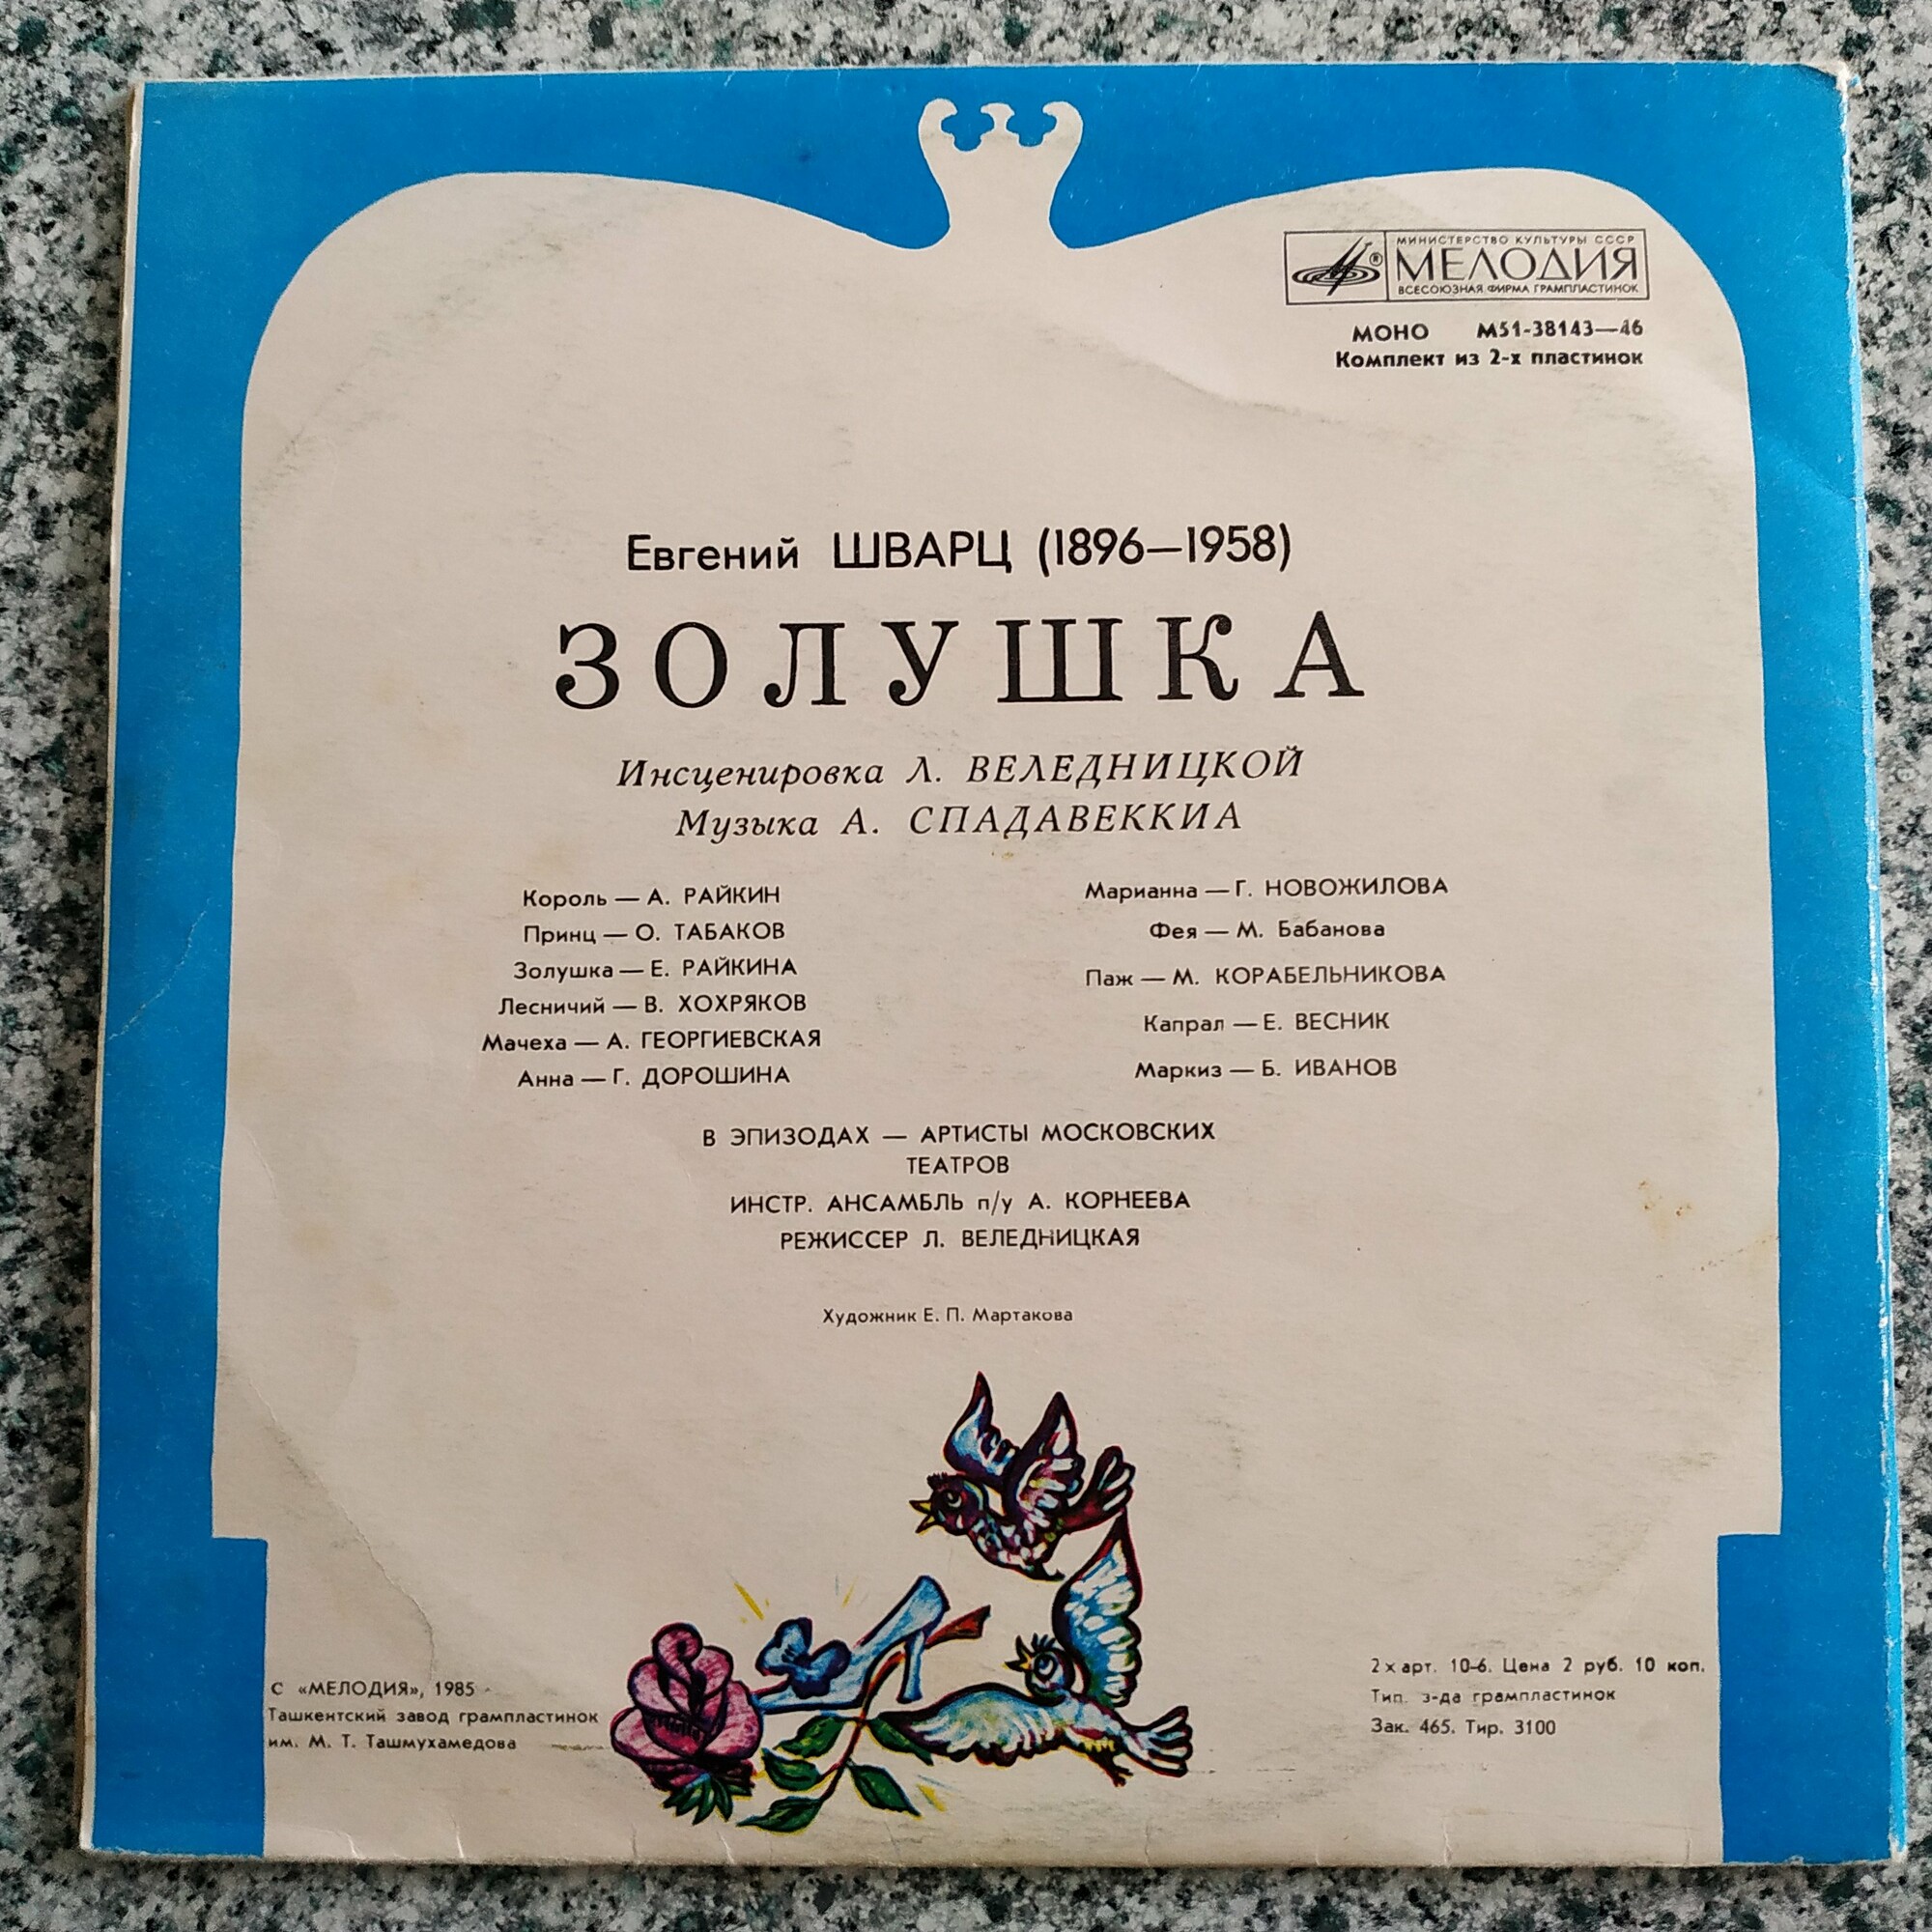 МИНИСТЕРСТВО КУЛЬТУРЫ СССР
МЕЛОДИЯ
ВСЕСОЮЗНАЯ ФИРМА ГРАМПЛАСТИНОК
МОНО М51-38143—46
Комплект из 2-х пластинок
Евгений ШВАРЦ (1896—1958)
ЗОЛУШКА
Инсценировка Л. ВЕЛЕДНИЦКОЙ
Музыка А. СПАДАВЕККИА
Король — А. РАЙКИН
Принц — О. ТАБАКОВ
Золушка — Е. РАЙКИНА
Лесничий — В. ХОХРЯКОВ
Мачеха — А. ГЕОРГИЕВСКАЯ
Анна — Г. ДОРОШИНА
Марианна — Г. НОВОЖИЛОВА
Фея — М. Бабанова
Паж — М. КОРАБЕЛЬНИКОВА
Капрал — Е. ВЕСНИК
Маркиз — Б. ИВАНОВ
В ЭПИЗОДАХ — АРТИСТЫ МОСКОВСКИХ
ТЕАТРОВ
ИНСТР. АНСАМБЛЬ п/у А. КОРНЕЕВА
РЕЖИССЕР Л. ВЕЛЕДНИЦКАЯ
Художник Е. П. Мартакова
С «МЕЛОДИЯ», 1985
Ташкентский завод грампластинок
им. М. Т. Ташмухамедова
2 х арт. 10-6. Цена 2 руб. 10 коп.
Тип. з-да грампластинок
Зак. 465. Тир. 3100